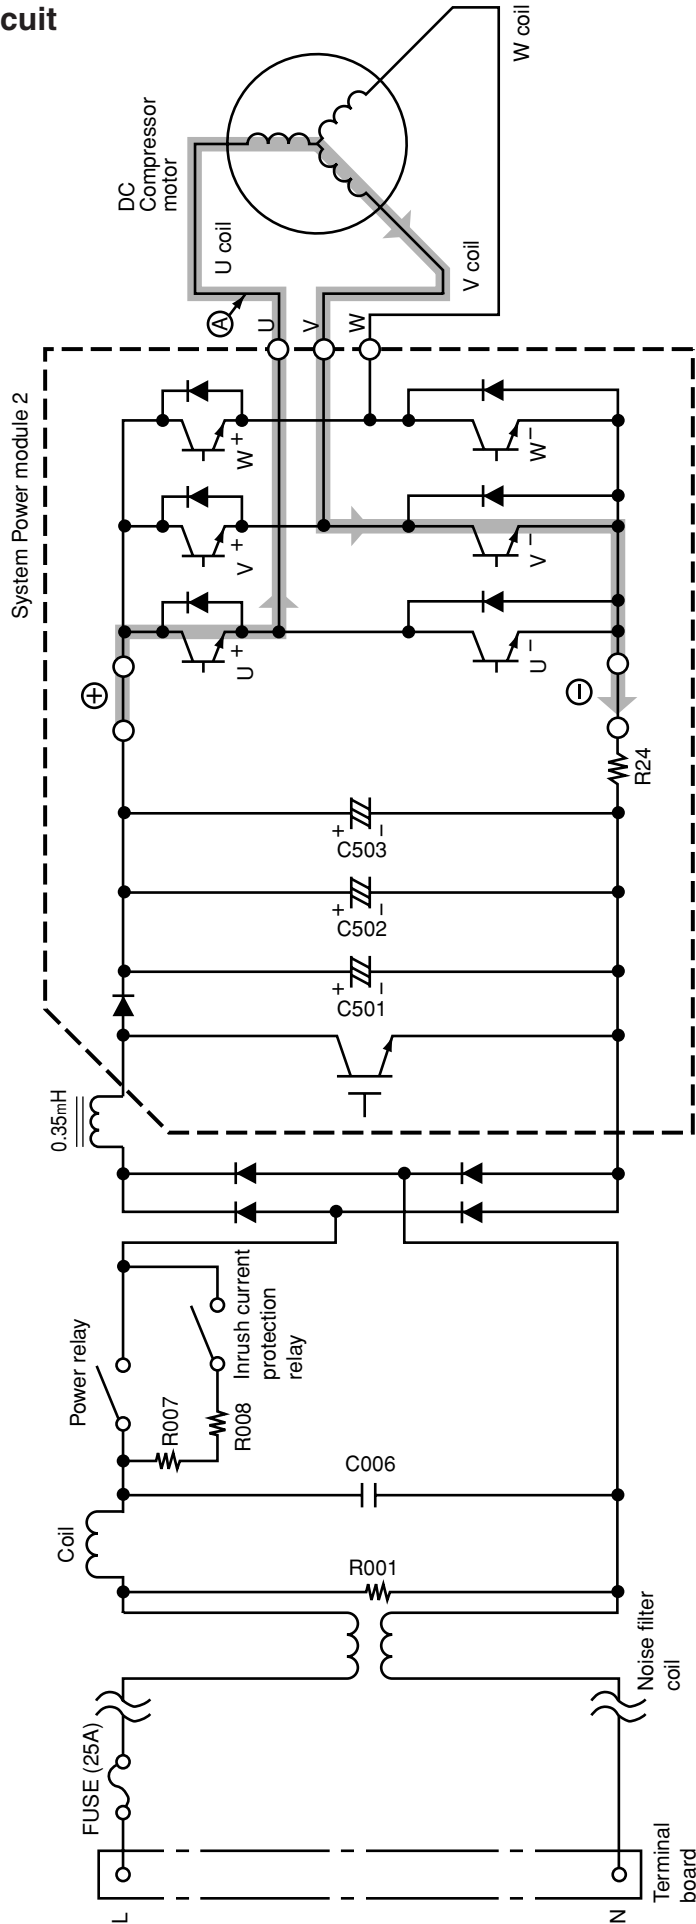 cuit
W coil
DC
Compressor
motor
U coil
V coil
A
U
V
W
System Power module 2
W
+
W
−
V
+
V
−
U
+
U
−
+
−
R24
+
−
C503
+
−
C502
+
−
C501
0.35mH
Power relay
Inrush current
protection
relay
R007
R008
C006
Coil
R001
Noise filter
coil
FUSE (25A)
Terminal
board
L
N